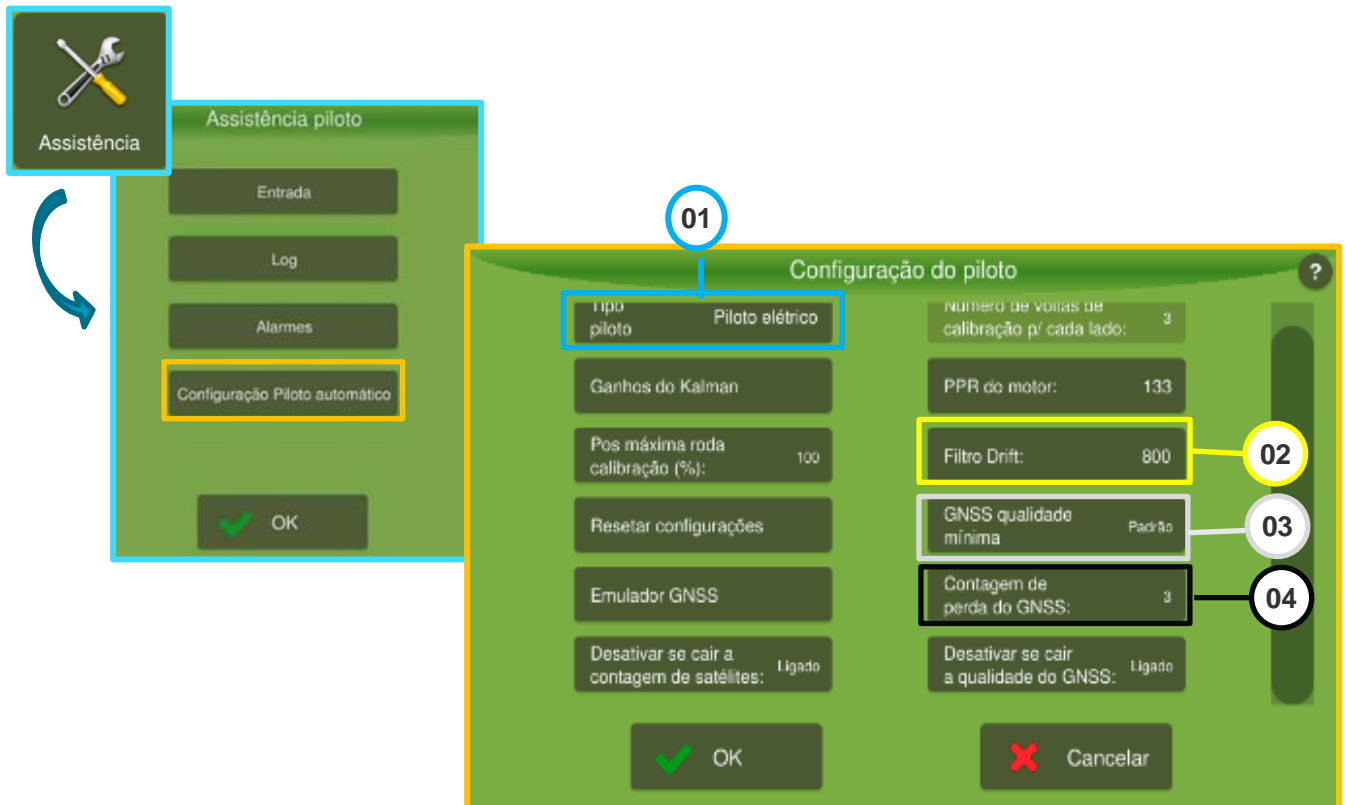 Assistência
Assistência piloto
Entrada
Log
Alarmes
Configuração Piloto automático
OK
01
Configuração do piloto
?
Tipo
piloto
Piloto elétrico
Número de voltas de
calibração p/ cada lado:
3
Ganhos do Kalman
PPR do motor:
133
Pos máxima roda
calibração (%):
100
Filtro Drift:
800
02
Resetar configurações
GNSS qualidade
mínima
Padrão
03
Emulador GNSS
Contagem de
perda do GNSS:
3
04
Desativar se cair a
contagem de satélites:
Ligado
Desativar se cair
a qualidade do GNSS:
Ligado
OK
Cancelar